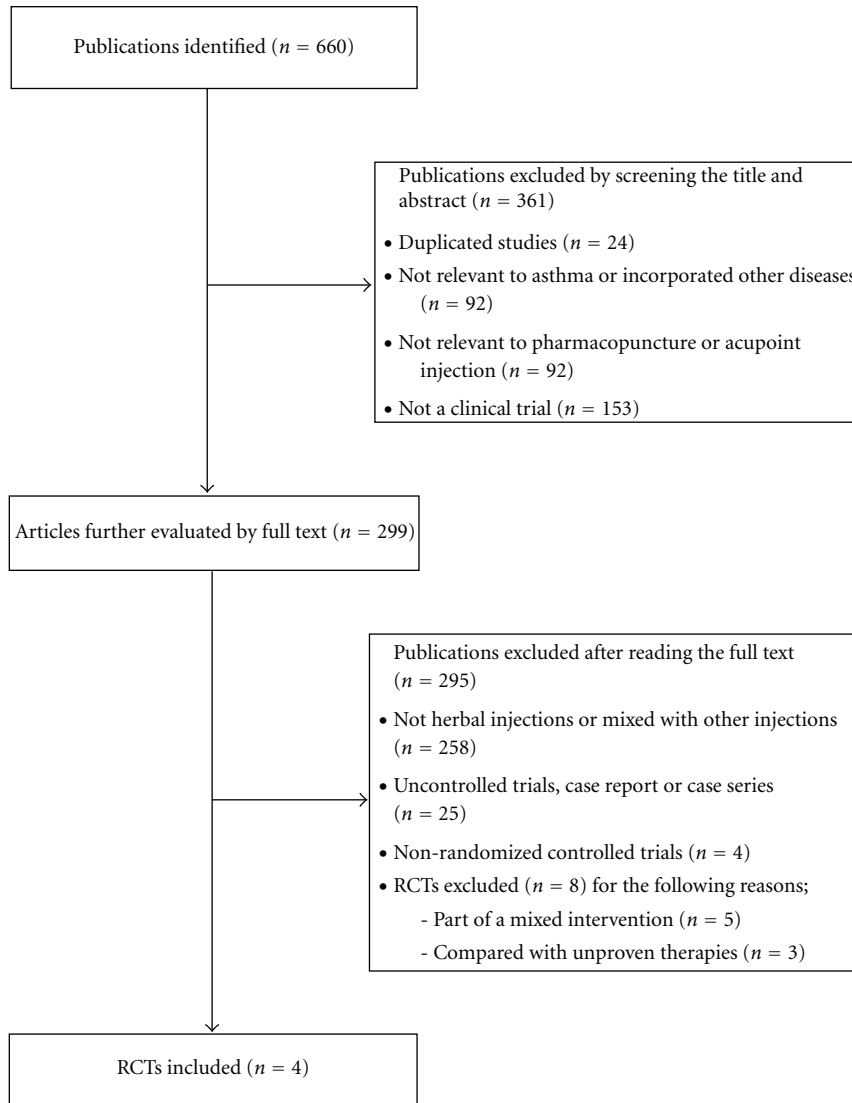 Publications identified (n = 660)
Publications excluded by screening the title and
abstract (n = 361)
• Duplicated studies (n = 24)
• Not relevant to asthma or incorporated other diseases
(n = 92)
• Not relevant to pharmacopuncture or acupoint
injection (n = 92)
• Not a clinical trial (n = 153)
Articles further evaluated by full text (n = 299)
Publications excluded after reading the full text
(n = 295)
• Not herbal injections or mixed with other injections
(n = 258)
• Uncontrolled trials, case report or case series
(n = 25)
• Non-randomized controlled trials (n = 4)
• RCTs excluded (n = 8) for the following reasons;
- Part of a mixed intervention (n = 5)
- Compared with unproven therapies (n = 3)
RCTs included (n = 4)